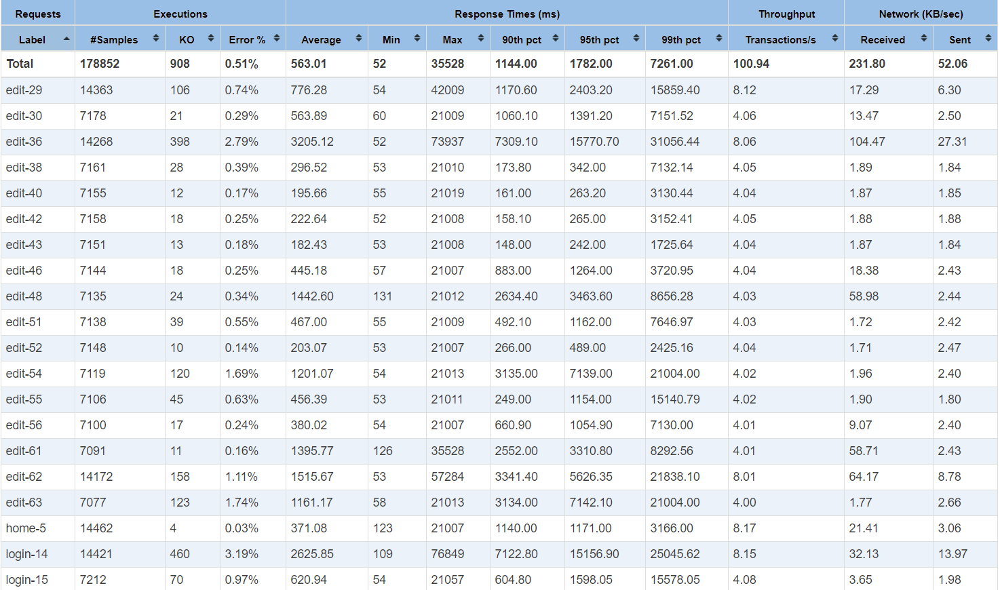 Requests Executions Response Times (ms) Throughput Network (KB/sec)
Label #Samples KO Error % Average Min Max 90th pct 95th pct 99th pct Transactions/s Received Sent
Total 178852 908 0.51% 563.01 52 35528 1144.00 1782.00 7261.00 100.94 231.80 52.06
edit-29 14363 106 0.74% 776.28 54 42009 1170.60 2403.20 15859.40 8.12 17.29 6.30
edit-30 7178 21 0.29% 563.89 60 21009 1060.10 1391.20 7151.52 4.06 13.47 2.50
edit-36 14268 398 2.79% 3205.12 52 73937 7309.10 15770.70 31056.44 8.06 104.47 27.31
edit-38 7161 28 0.39% 296.52 53 21010 173.80 342.00 7132.14 4.05 1.89 1.84
edit-40 7155 12 0.17% 195.66 55 21019 161.00 263.20 3130.44 4.04 1.87 1.85
edit-42 7158 18 0.25% 222.64 52 21008 158.10 265.00 3152.41 4.05 1.88 1.88
edit-43 7151 13 0.18% 182.43 53 21008 148.00 242.00 1725.64 4.04 1.87 1.84
edit-46 7144 18 0.25% 445.18 57 21007 883.00 1264.00 3720.95 4.04 18.38 2.43
edit-48 7135 24 0.34% 1442.60 131 21012 2634.40 3463.60 8656.28 4.03 58.98 2.44
edit-51 7138 39 0.55% 467.00 55 21009 492.10 1162.00 7646.97 4.03 1.72 2.42
edit-52 7148 10 0.14% 203.07 53 21007 266.00 489.00 2425.16 4.04 1.71 2.47
edit-54 7119 120 1.69% 1201.07 54 21013 3135.00 7139.00 21004.00 4.02 1.96 2.40
edit-55 7106 45 0.63% 456.39 53 21011 249.00 1154.00 15140.79 4.02 1.90 1.80
edit-56 7100 17 0.24% 380.02 54 21007 660.90 1054.90 7130.00 4.01 9.07 2.40
edit-61 7091 11 0.16% 1395.77 126 35528 2552.00 3310.80 8292.56 4.01 58.71 2.43
edit-62 14172 158 1.11% 1515.67 53 57284 3341.40 5626.35 21838.10 8.01 64.17 8.78
edit-63 7077 123 1.74% 1161.17 58 21013 3134.00 7142.10 21004.00 4.00 1.77 2.66
home-5 14462 4 0.03% 371.08 123 21007 1140.00 1171.00 3166.00 8.17 21.41 3.06
login-14 14421 460 3.19% 2625.85 109 76849 7122.80 15156.90 25045.62 8.15 32.13 13.97
login-15 7212 70 0.97% 620.94 54 21057 604.80 1598.05 15578.05 4.08 3.65 1.98